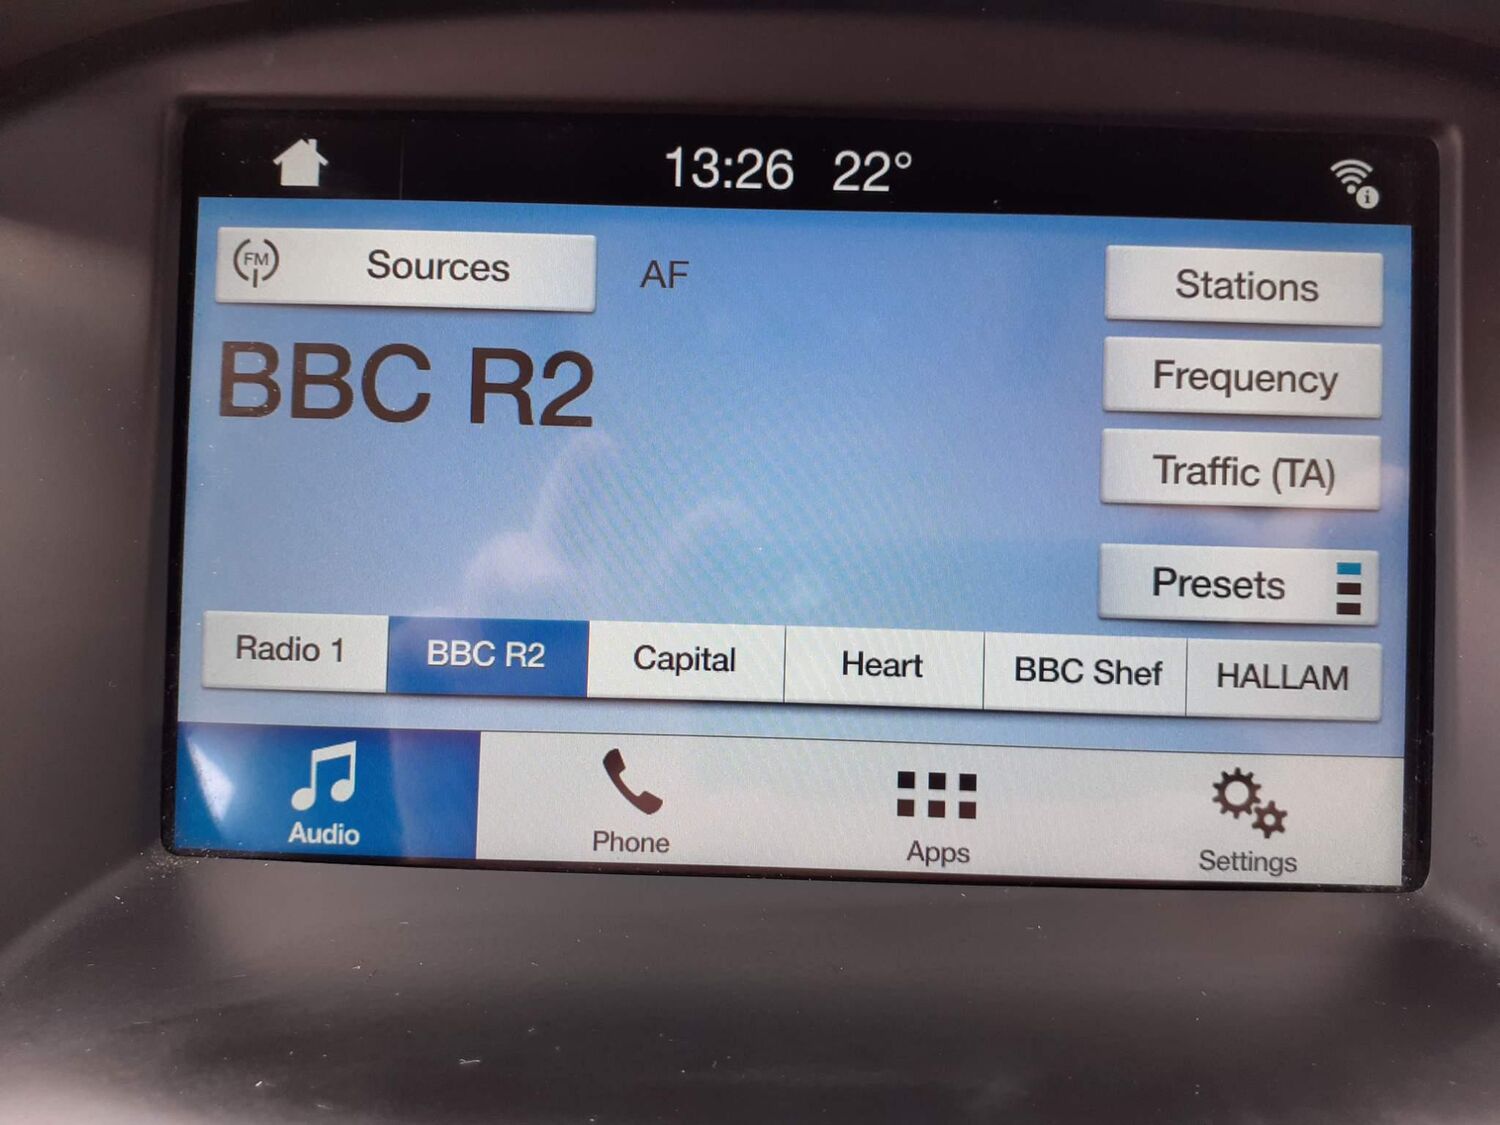 13:26 22°
FM Sources AF
Stations
BBC R2
Frequency
Traffic (TA)
Presets
Radio 1 BBC R2 Capital Heart BBC Shef HALLAM
Audio Phone Apps Settings